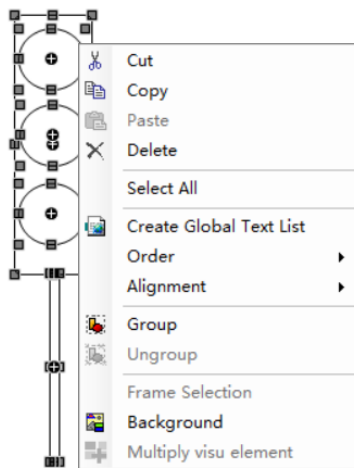 Cut
Copy
Paste
Delete
Select All
Create Global Text List
Order
Alignment
Group
Ungroup
Frame Selection
Background
Multiply visu element